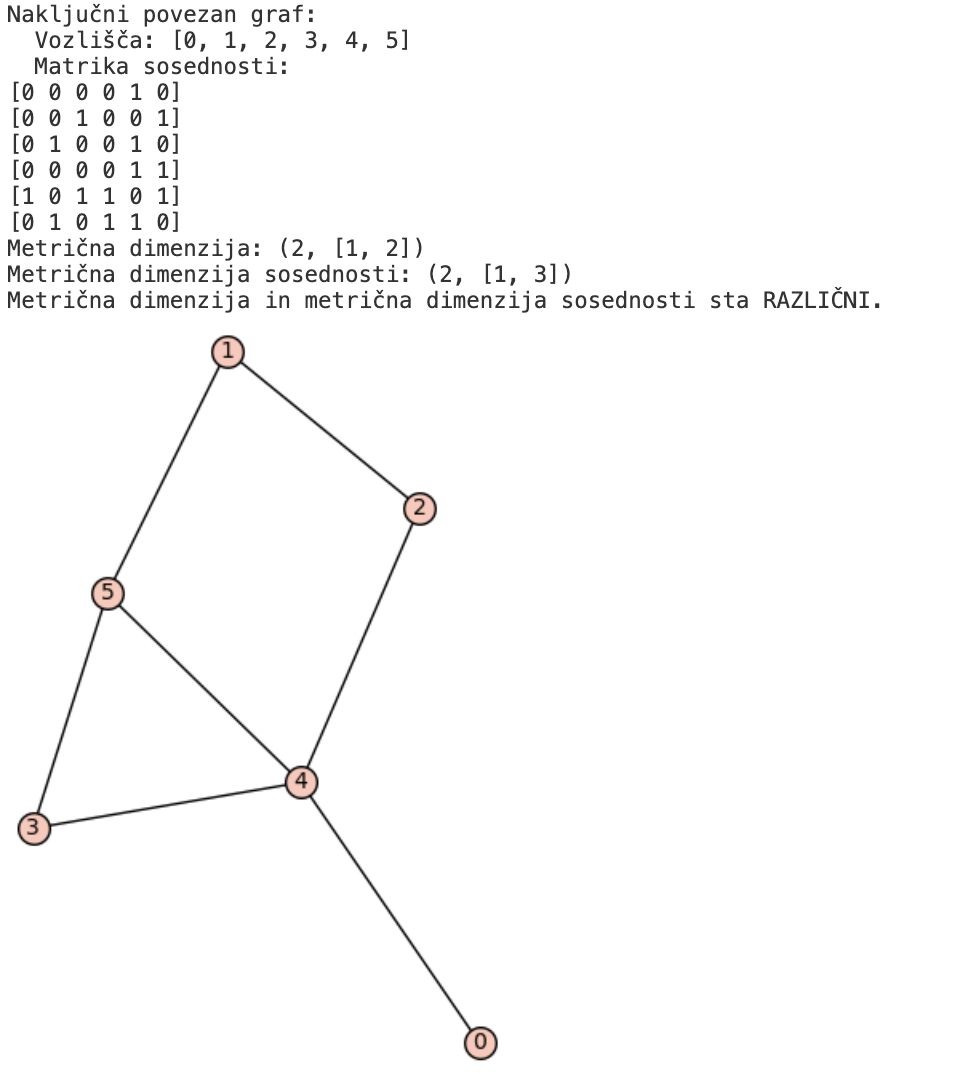 Naključni povezan graf:
Vozlišča: [0, 1, 2, 3, 4, 5]
Matrika sosednosti:
[0 0 0 0 1 0]
[0 0 1 0 0 1]
[0 1 0 0 1 0]
[0 0 0 0 1 1]
[1 0 1 1 0 1]
[0 1 0 1 1 0]
Metrična dimenzija: (2, [1, 2])
Metrična dimenzija sosednosti: (2, [1, 3])
Metrična dimenzija in metrična dimenzija sosednosti sta RAZLIČNI.
1
2
5
4
3
0